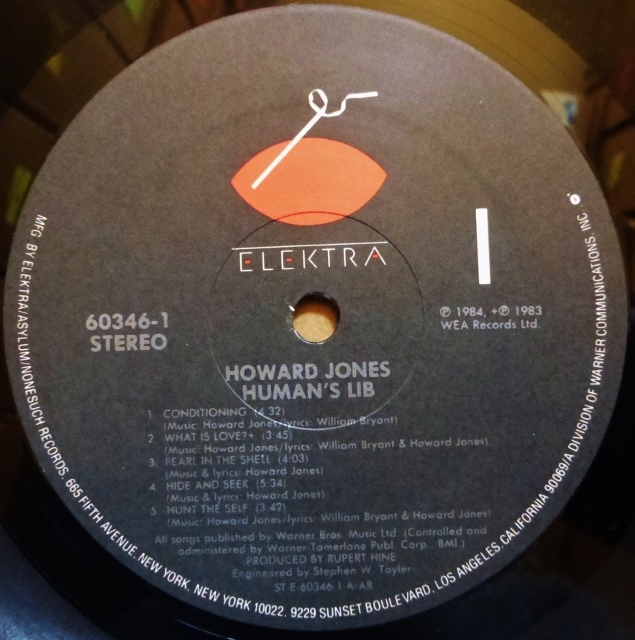 ELEKTRA
1
60346-1
STEREO
℗ 1984, +℗ 1983
WEA Records Ltd.
HOWARD JONES
HUMAN'S LIB
1. CONDITIONING (4:32)
(Music: Howard Jones/lyrics: William Bryant)
2. WHAT IS LOVE?+ (3:45)
(Music: Howard Jones/lyrics: William Bryant & Howard Jones)
3. PEARL IN THE SHELL (4:03)
(Music & lyrics: Howard Jones)
4. HIDE AND SEEK (5:34)
(Music & lyrics: Howard Jones)
5. HUNT THE SELF (3:42)
(Music: Howard Jones/lyrics: William Bryant & Howard Jones)
All songs published by Warner Bros. Music Ltd. (Controlled and
administered by Warner-Tamerlane Publ. Corp., BMI.)
PRODUCED BY RUPERT HINE
Engineered by Stephen W. Tayler
ST-E-60346-1-A-AR
MFG. BY ELEKTRA/ASYLUM/NONESUCH RECORDS, 665 FIFTH AVENUE, NEW YORK, NEW YORK 10022. 9229 SUNSET BOULEVARD, LOS ANGELES, CALIFORNIA 90069/A DIVISION OF WARNER COMMUNICATIONS. INC.